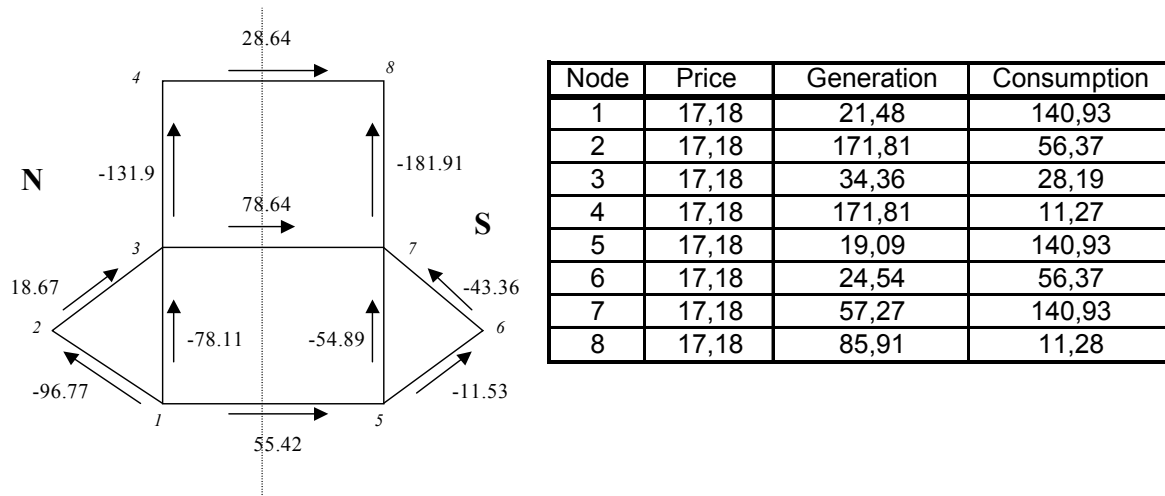 28.64
4
8
-131.9
-181.91
N
78.64
S
3
7
18.67
-43.36
2
6
-78.11
-54.89
-96.77
-11.53
1
5
55.42
Node Price Generation Consumption
1 17,18 21,48 140,93
2 17,18 171,81 56,37
3 17,18 34,36 28,19
4 17,18 171,81 11,27
5 17,18 19,09 140,93
6 17,18 24,54 56,37
7 17,18 57,27 140,93
8 17,18 85,91 11,28